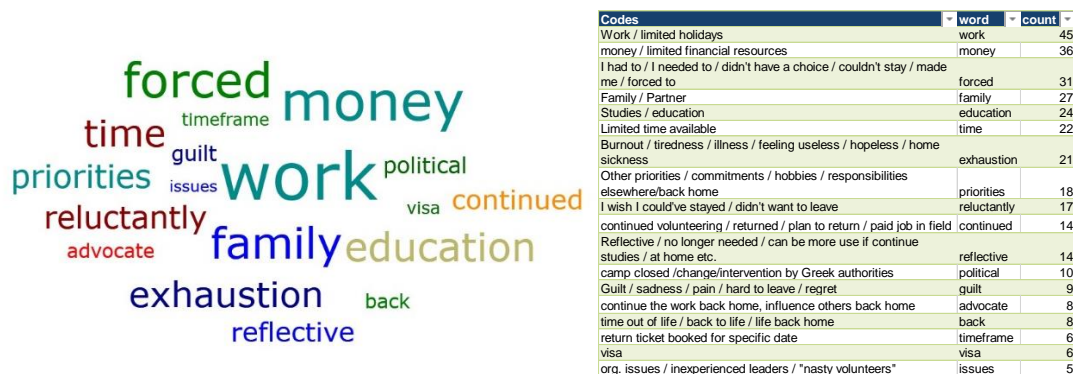 forced
money
timeframe
time
guilt
work
political
priorities
issues
visa
continued
reluctantly
advocate
family
education
exhaustion
back
reflective
Codes word count
Work / limited holidays work 45
money / limited financial resources money 36
I had to / I needed to / didn't have a choice / couldn't stay / made
me / forced to forced 31
Family / Partner family 27
Studies / education education 24
Limited time available time 22
Burnout / tiredness / illness / feeling useless / hopeless / home
sickness exhaustion 21
Other priorities / commitments / hobbies / responsibilities
elsewhere/back home priorities 18
I wish I could've stayed / didn't want to leave reluctantly 17
continued volunteering / returned / plan to return / paid job in field continued 14
Reflective / no longer needed / can be more use if continue
studies / at home etc. reflective 14
camp closed /change/intervention by Greek authorities political 10
Guilt / sadness / pain / hard to leave / regret guilt 9
continue the work back home, influence others back home advocate 8
time out of life / back to life / life back home back 8
return ticket booked for specific date timeframe 6
visa visa 6
org. issues / inexperienced leaders / "nasty volunteers" issues 5